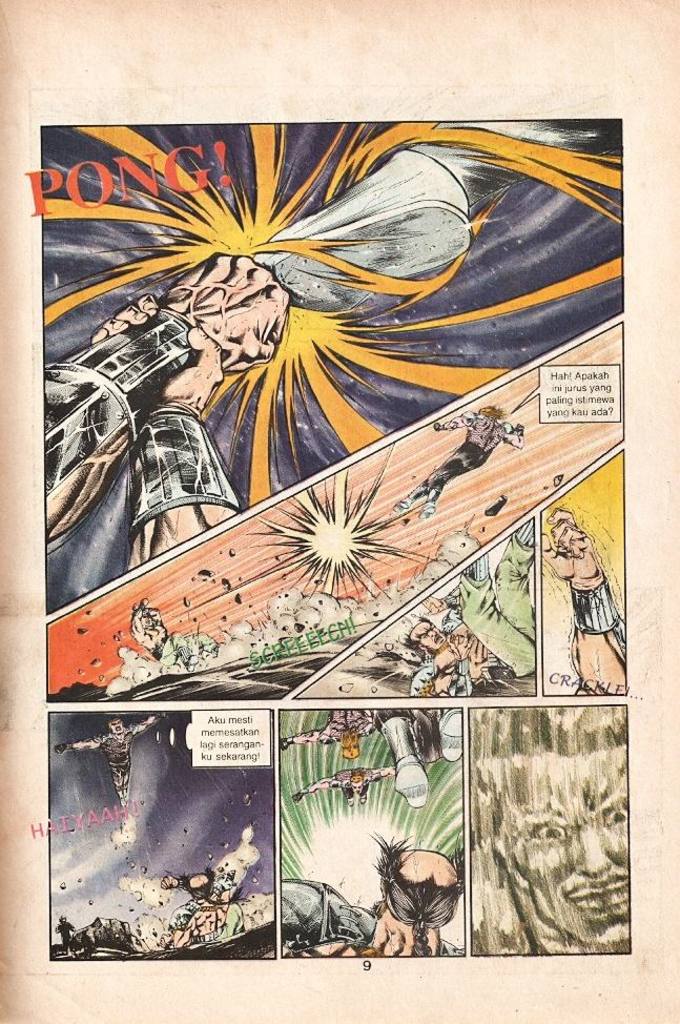 PONG!
Hah! Apakah
ini jurus yang
paling istimewa
yang kau ada?
SCREEEECH!
CRACKLE!...
Aku mesti
memesatkan
lagi serangan-
ku sekarang!
HAIYAAH!
9